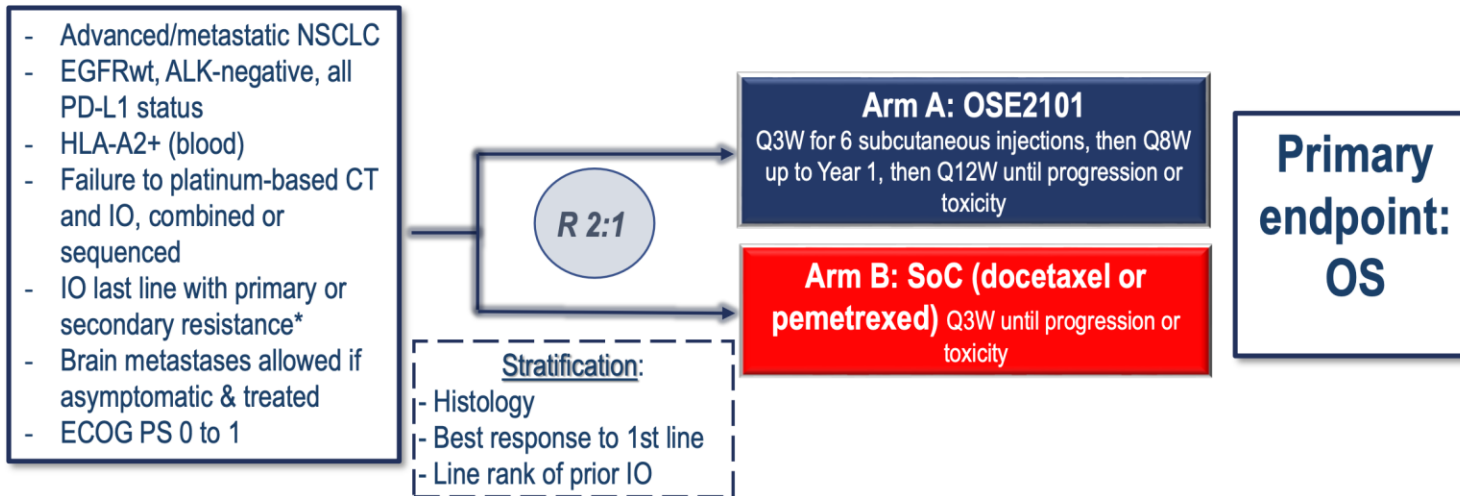 - Advanced/metastatic NSCLC
- EGFRwt, ALK-negative, all
PD-L1 status
- HLA-A2+ (blood)
- Failure to platinum-based CT
and IO, combined or
sequenced
- IO last line with primary or
secondary resistance*
- Brain metastases allowed if
asymptomatic & treated
- ECOG PS 0 to 1
R 2:1
Stratification:
- Histology
- Best response to 1st line
- Line rank of prior IO
Arm A: OSE2101
Q3W for 6 subcutaneous injections, then Q8W
up to Year 1, then Q12W until progression or
toxicity
Arm B: SoC (docetaxel or
pemetrexed) Q3W until progression or
toxicity
Primary
endpoint:
OS